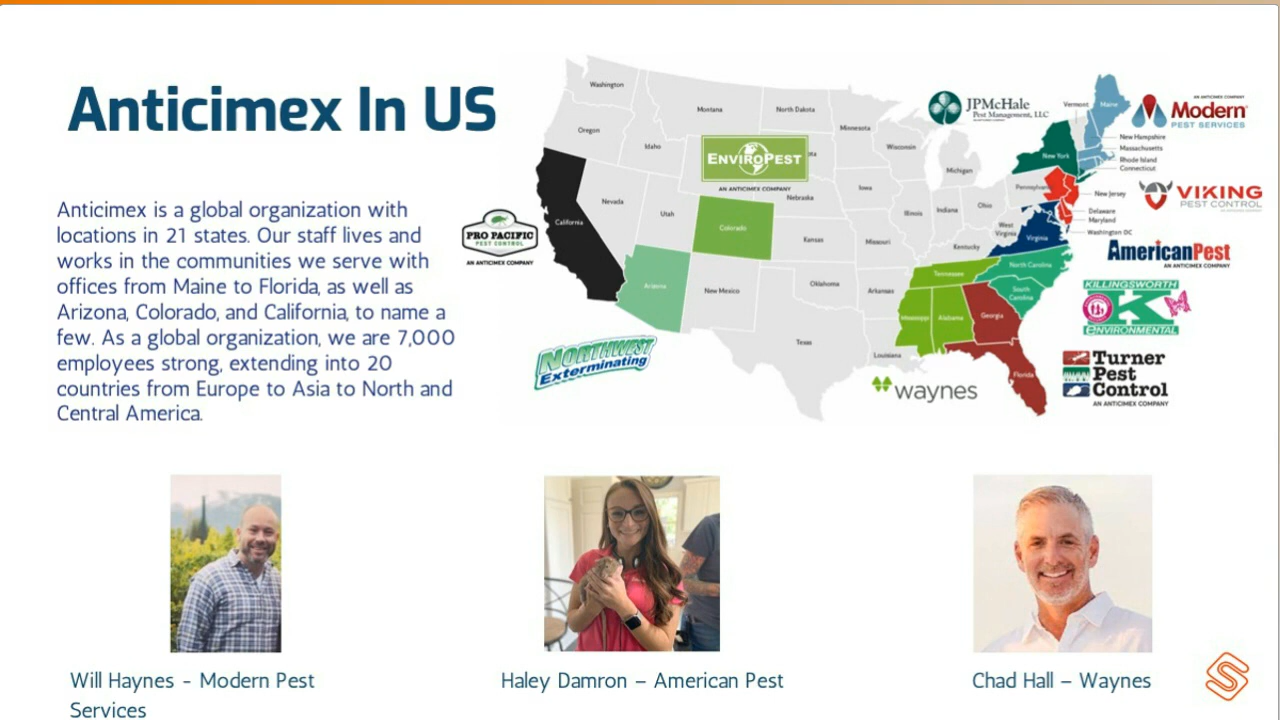 Anticimex In US
Anticimex is a global organization with
locations in 21 states. Our staff lives and
works in the communities we serve with
offices from Maine to Florida, as well as
Arizona, Colorado, and California, to name a
few. As a global organization, we are 7,000
employees strong, extending into 20
countries from Europe to Asia to North and
Central America.
Washington
Montana
North Dakota
Minnesota
Oregon
Idaho
Wisconsin
Michigan
ENVIROPEST
AN ANTICIMEX COMPANY
Iowa
Nebraska
Nevada
Utah
Colorado
California
Illinois
Indiana
Ohio
Kansas
Missouri
West
Virginia
Kentucky
Virginia
Arizona
New Mexico
Oklahoma
Arkansas
Tennessee
North Carolina
South
Carolina
Mississippi
Alabama
Georgia
Texas
Louisiana
Florida
New York
Vermont
Maine
New Hampshire
Massachusetts
Rhode Island
Connecticut
New Jersey
Delaware
Maryland
Washington DC
JPMcHale
Pest Management, LLC
AN ANTICIMEX COMPANY
Modern
PEST SERVICES
VIKING
PEST CONTROL
AmericanPest
AN ANTICIMEX COMPANY
KILLINGSWORTH
K
ENVIRONMENTAL
Turner
Pest
Control
AN ANTICIMEX COMPANY
waynes
PRO PACIFIC
PEST CONTROL
AN ANTICIMEX COMPANY
NORTHWEST
Exterminating
Will Haynes - Modern Pest
Services
Haley Damron – American Pest
Chad Hall – Waynes